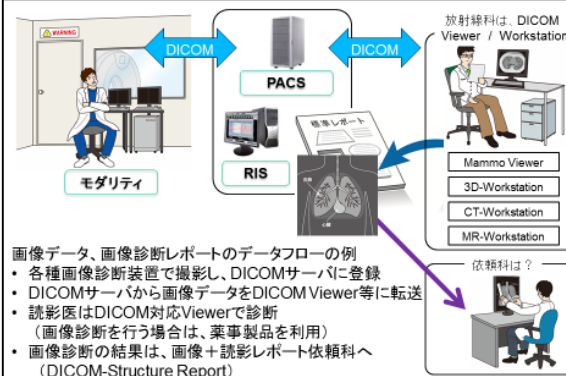 WARNING
DICOM
DICOM
PACS
RIS
モダリティ
標準レポート
放射線科は、DICOM
Viewer / Workstation
Mammo Viewer
3D-Workstation
CT-Workstation
MR-Workstation
依頼科は？
画像データ、画像診断レポートのデータフローの例
• 各種画像診断装置で撮影し、DICOMサーバに登録
• DICOMサーバから画像データをDICOM Viewer等に転送
• 読影医はDICOM対応Viewerで診断
（画像診断を行う場合は、薬事製品を利用）
• 画像診断の結果は、画像＋読影レポート依頼科へ
（DICOM-Structure Report）